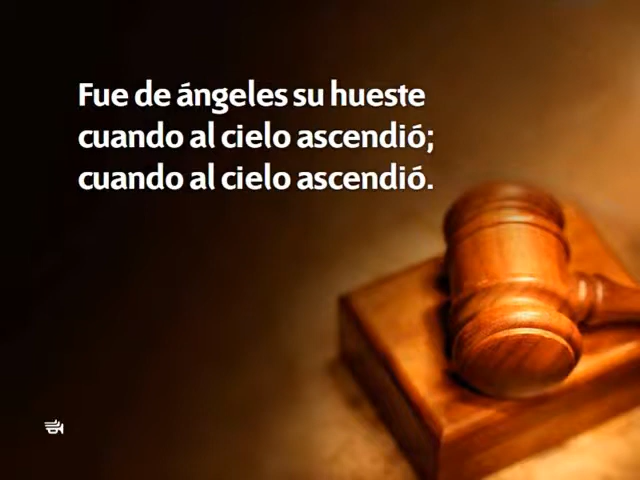 Fue de ángeles su hueste
cuando al cielo ascendió;
cuando al cielo ascendió.